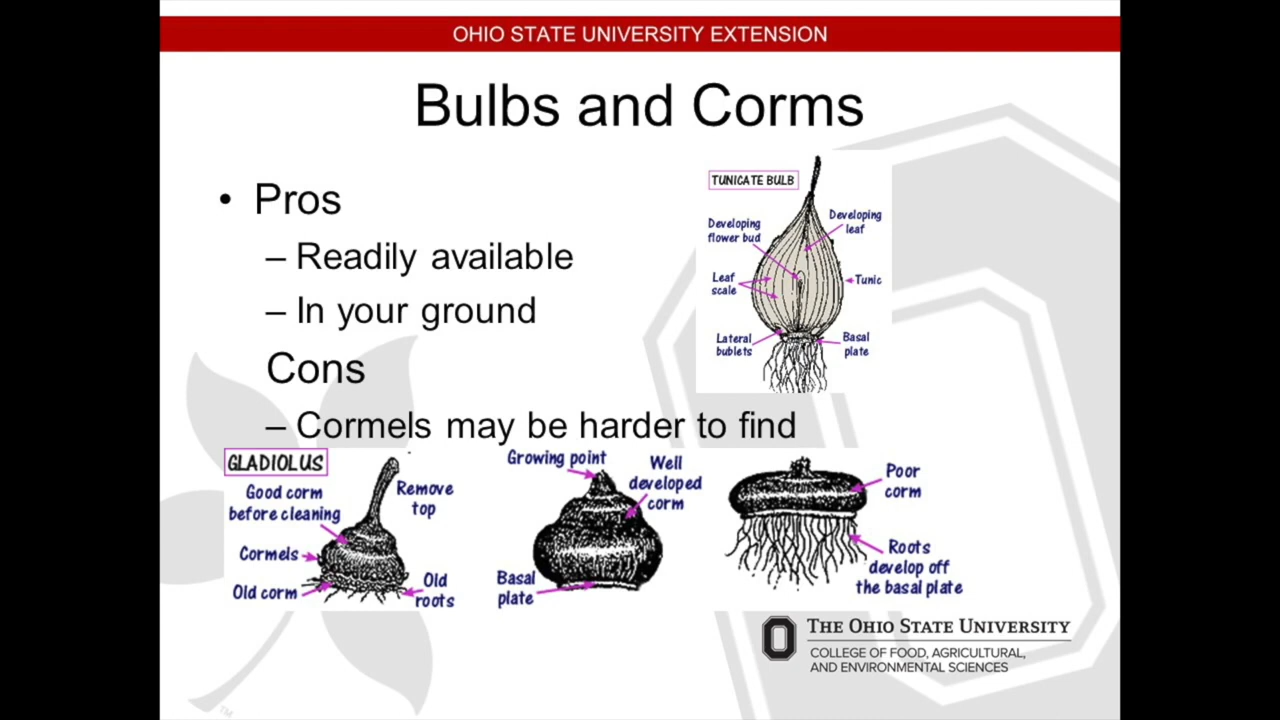 OHIO STATE UNIVERSITY EXTENSION
Bulbs and Corms
• Pros
– Readily available
– In your ground
Cons
– Cormels may be harder to find
TUNICATE BULB
Developing
flower bud
Developing
leaf
Leaf
scale
Tunic
Lateral
bublets
Basal
plate
GLADIOLUS
Good corm
before cleaning
Remove
top
Cormels
Old corm
Old
roots
Growing point
Well
developed
corm
Basal
plate
Poor
corm
Roots
develop off
the basal plate
THE OHIO STATE UNIVERSITY
COLLEGE OF FOOD, AGRICULTURAL,
AND ENVIRONMENTAL SCIENCES
TM